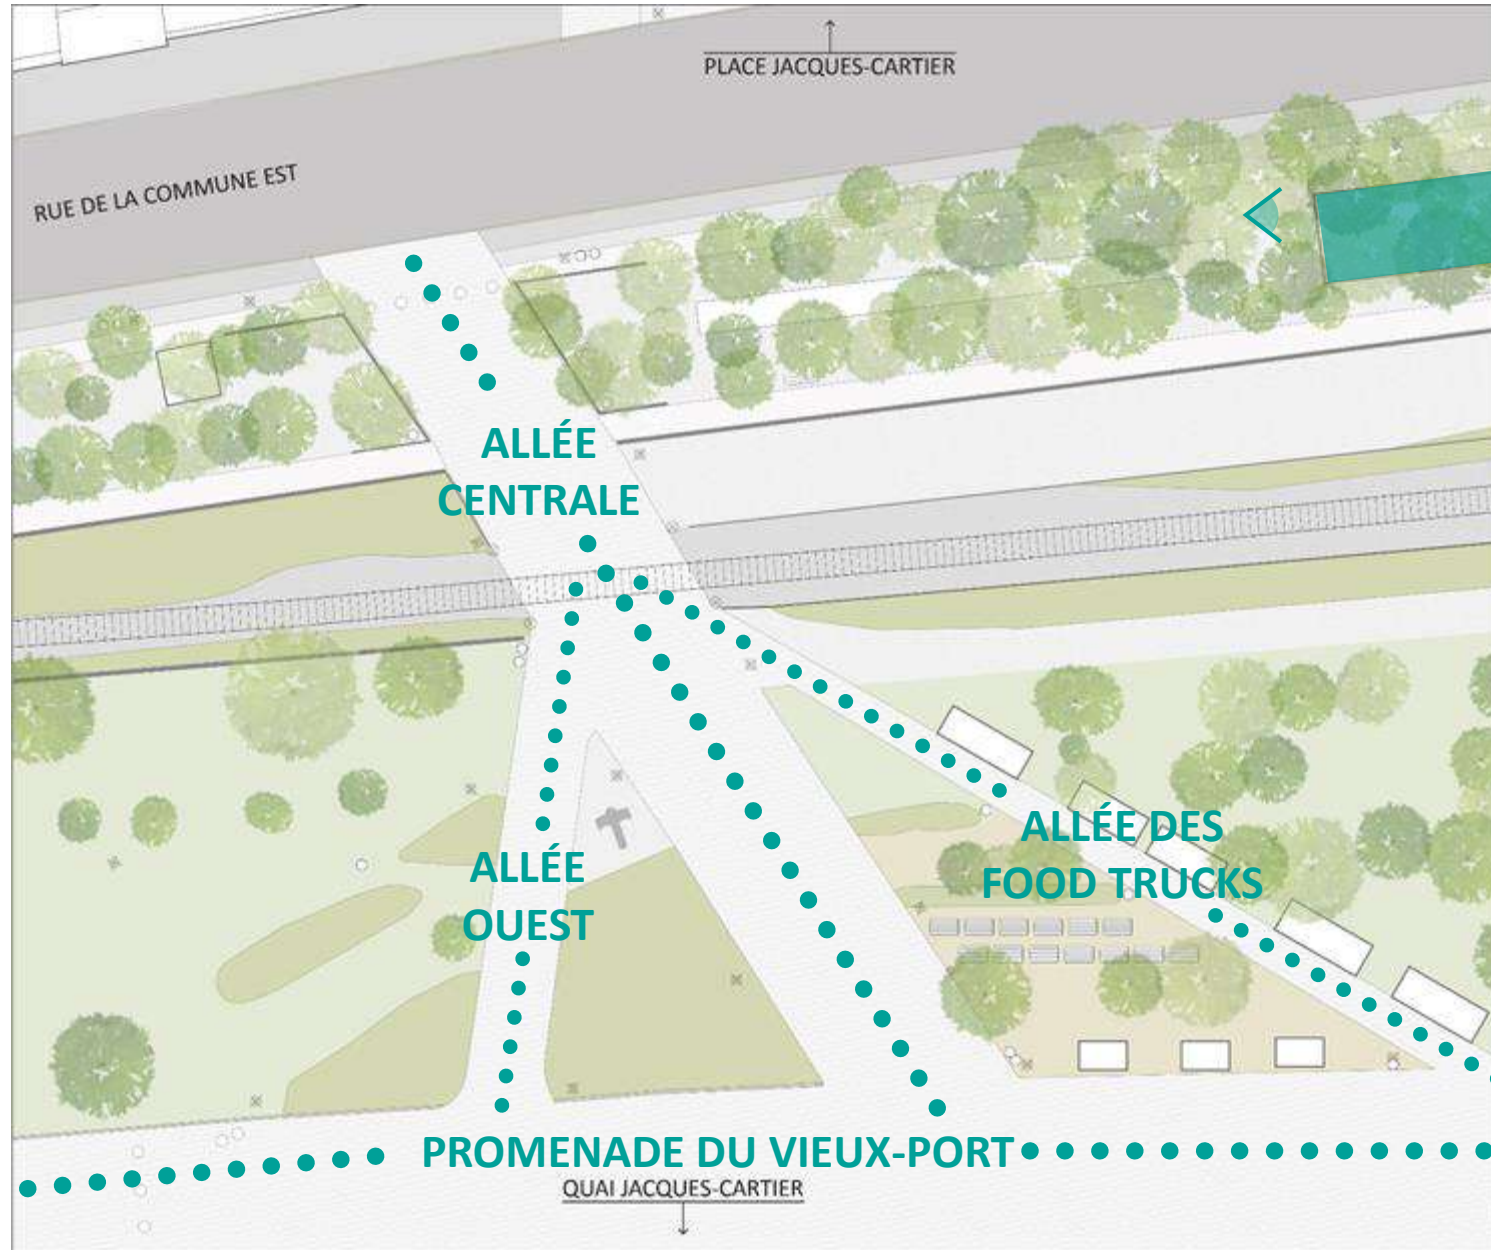 PLACE JACQUES-CARTIER
RUE DE LA COMMUNE EST
ALLÉE
CENTRALE
ALLÉE DES
FOOD TRUCKS
ALLÉE
OUEST
PROMENADE DU VIEUX-PORT
QUAI JACQUES-CARTIER